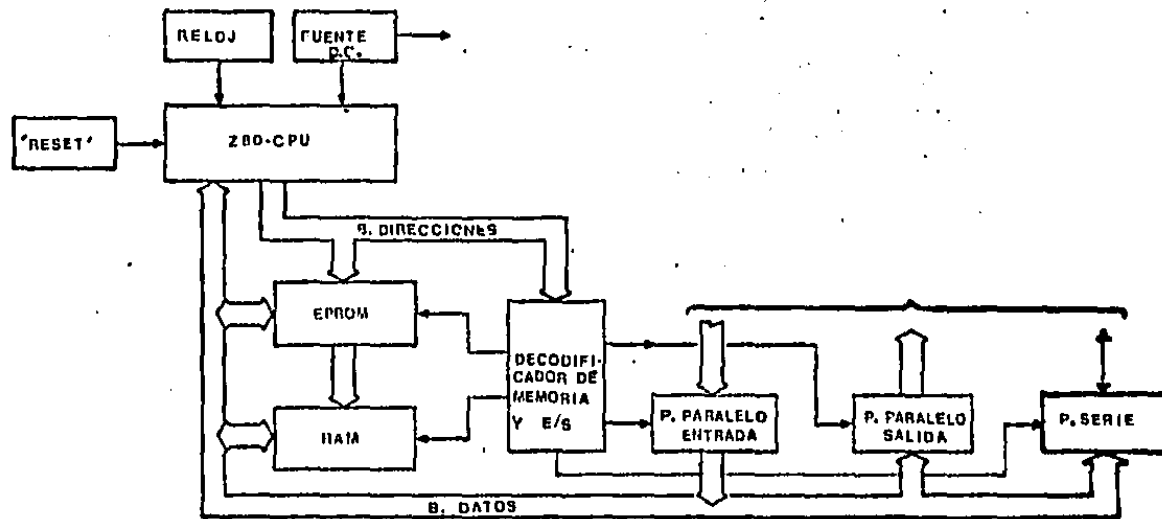 RELOJ
FUENTE
D.C.
"RESET"
Z80-CPU
B. DIRECCIONES
EPROM
RAM
DECODIFI-
CADOR DE
MEMORIA
Y E/S
P. PARALELO
ENTRADA
P. PARALELO
SALIDA
P. SERIE
B. DATOS